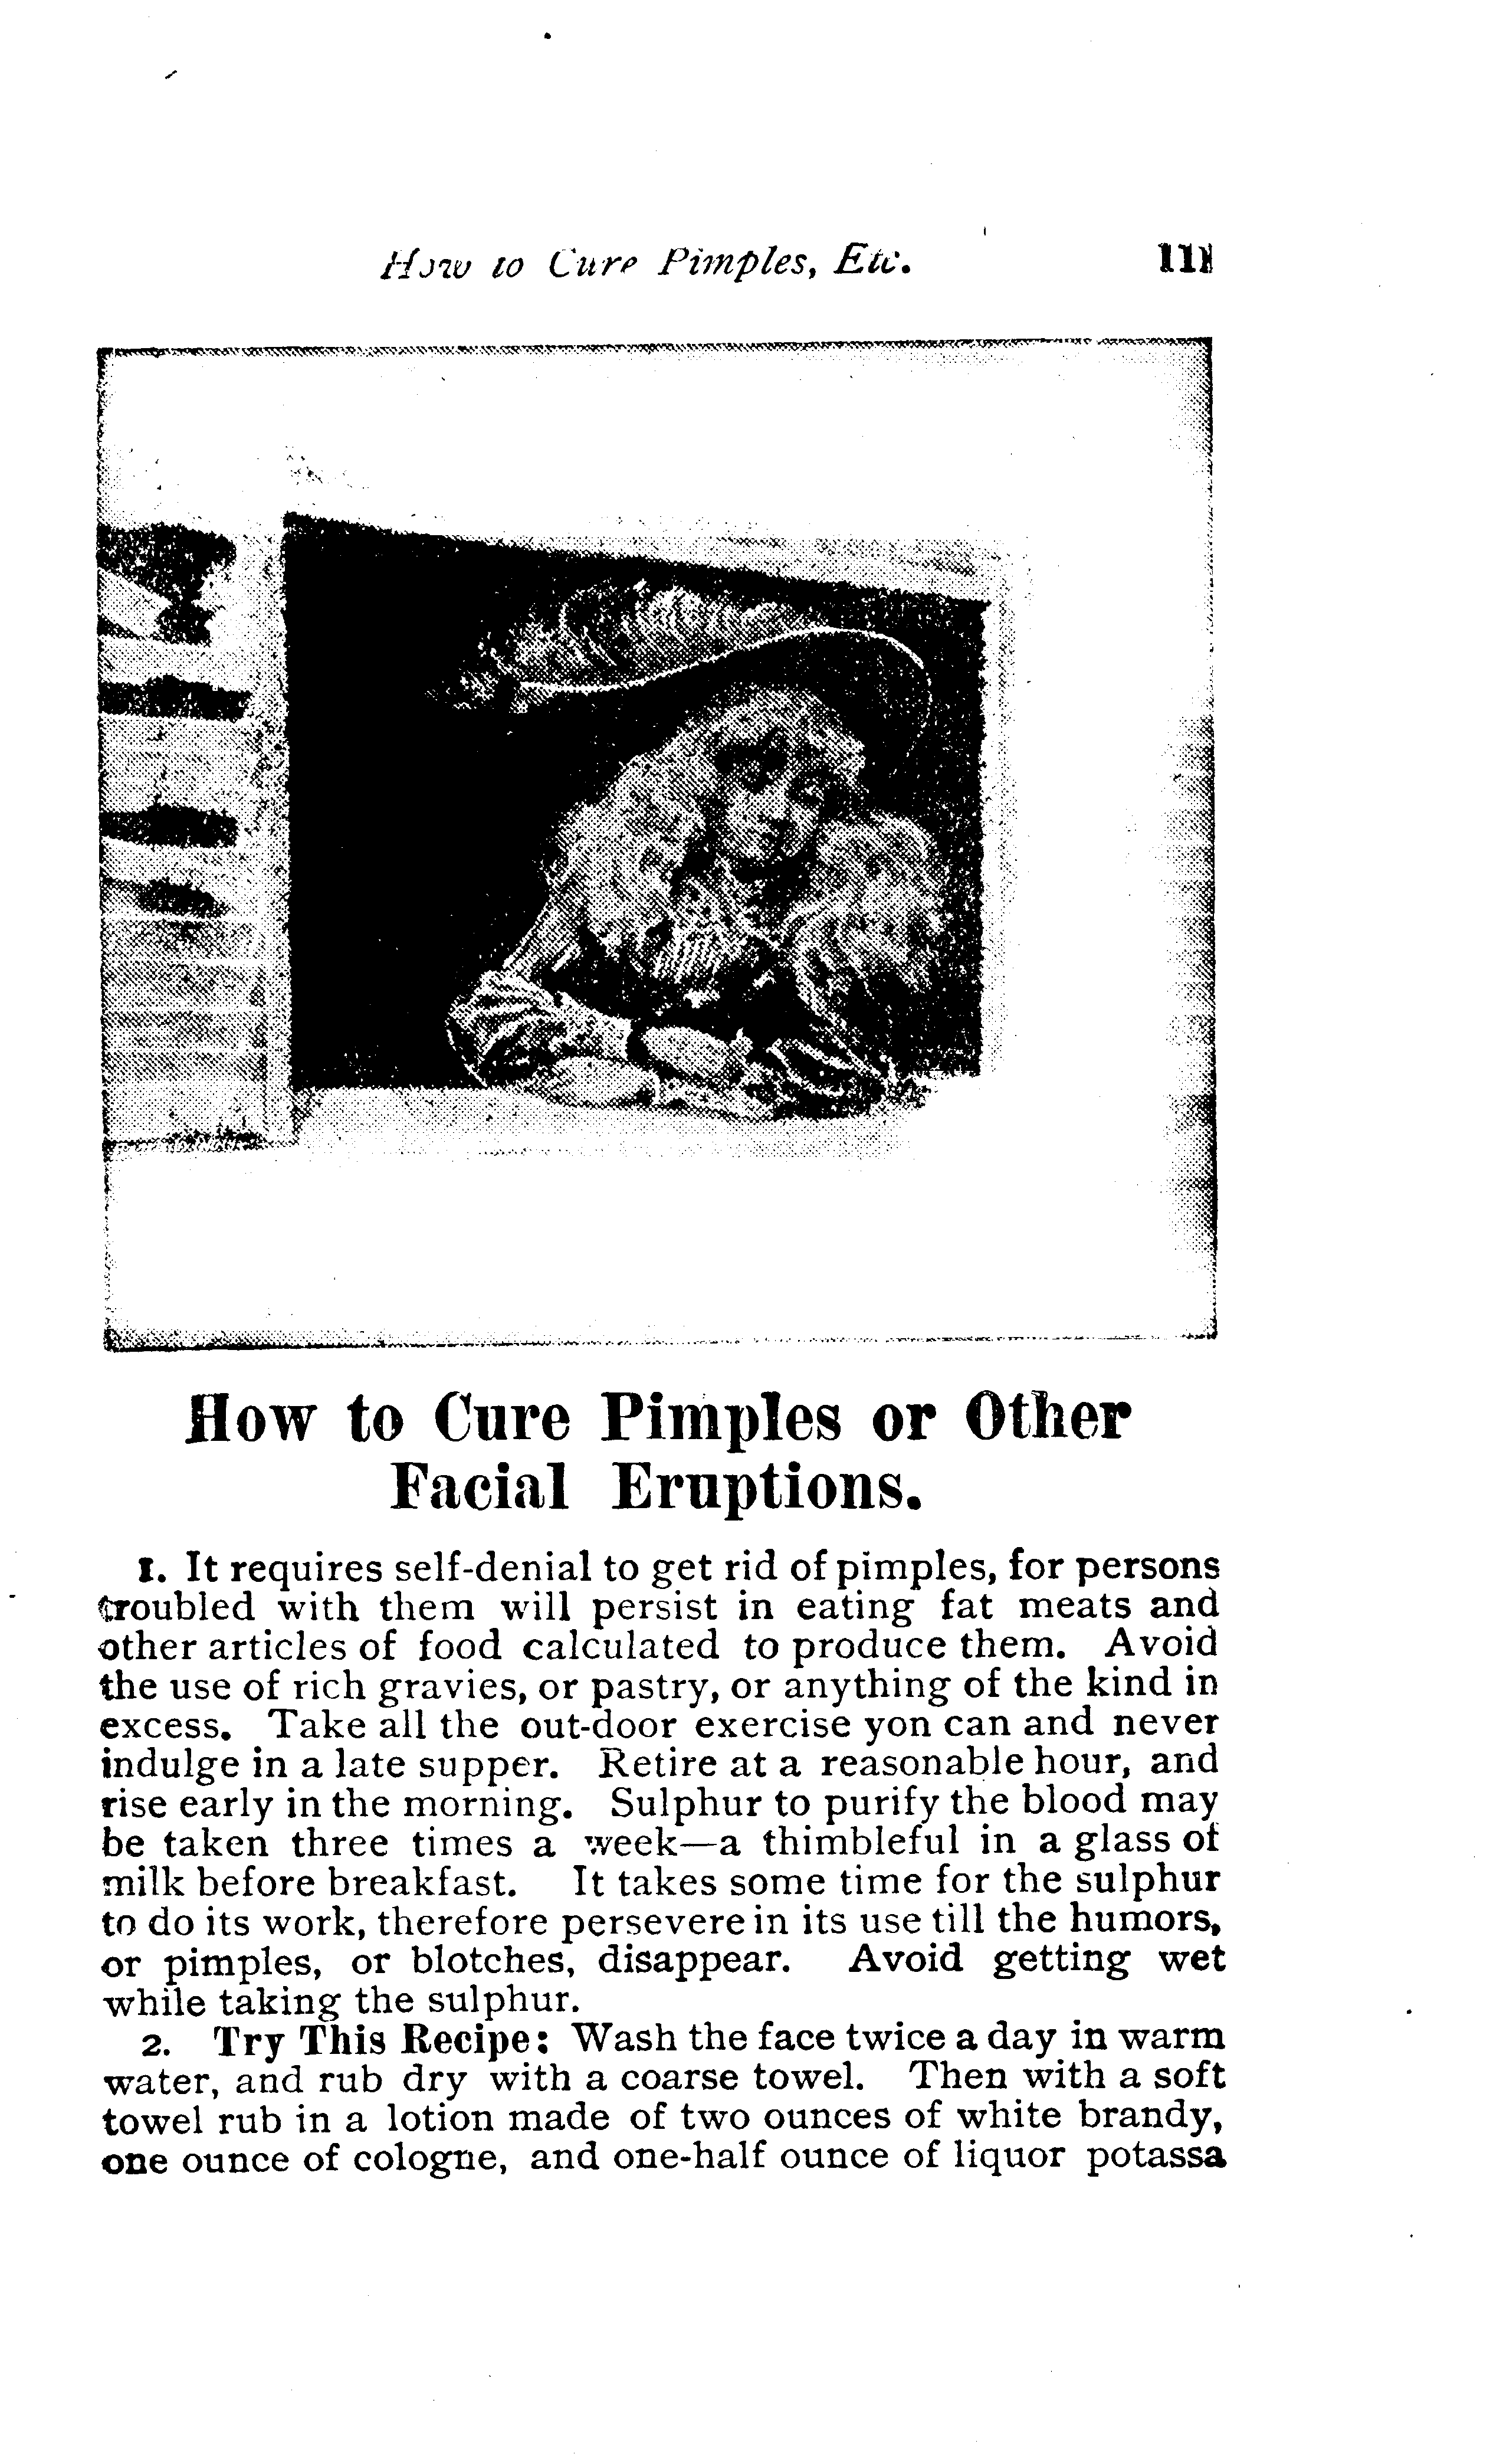 How to Cure Pimples, Etc. 111
How to Cure Pimples or Other
Facial Eruptions.
1. It requires self-denial to get rid of pimples, for persons
troubled with them will persist in eating fat meats and
other articles of food calculated to produce them. Avoid
the use of rich gravies, or pastry, or anything of the kind in
excess. Take all the out-door exercise yon can and never
indulge in a late supper. Retire at a reasonable hour, and
rise early in the morning. Sulphur to purify the blood may
be taken three times a week—a thimbleful in a glass of
milk before breakfast. It takes some time for the sulphur
to do its work, therefore persevere in its use till the humors,
or pimples, or blotches, disappear. Avoid getting wet
while taking the sulphur.
2. Try This Recipe: Wash the face twice a day in warm
water, and rub dry with a coarse towel. Then with a soft
towel rub in a lotion made of two ounces of white brandy,
one ounce of cologne, and one-half ounce of liquor potassa